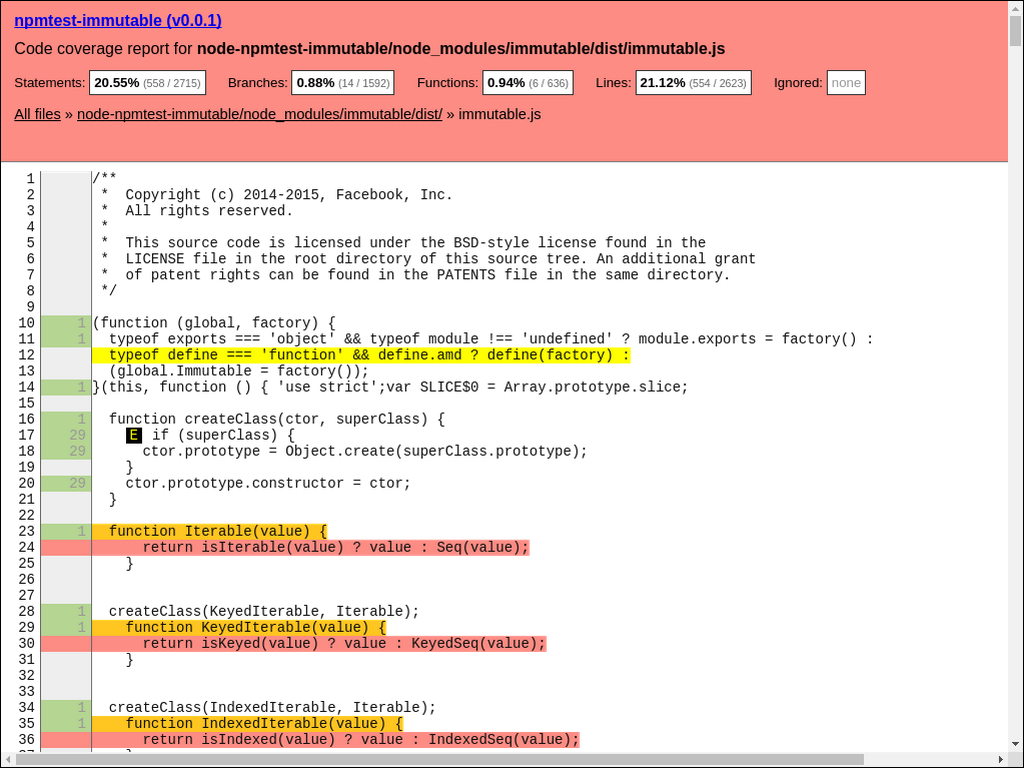 npmtest-immutable (v0.0.1)
Code coverage report for node-npmtest-immutable/node_modules/immutable/dist/immutable.js
Statements: 20.55% (558 / 2715) Branches: 0.88% (14 / 1592) Functions: 0.94% (6 / 636) Lines: 21.12% (554 / 2623) Ignored: none
All files » node-npmtest-immutable/node_modules/immutable/dist/ » immutable.js
1 /**
2  *  Copyright (c) 2014-2015, Facebook, Inc.
3  *  All rights reserved.
4  *
5  *  This source code is licensed under the BSD-style license found in the
6  *  LICENSE file in the root directory of this source tree. An additional grant
7  *  of patent rights can be found in the PATENTS file in the same directory.
8  */
9
10 1 (function (global, factory) {
11 1   typeof exports === 'object' && typeof module !== 'undefined' ? module.exports = factory() :
12   typeof define === 'function' && define.amd ? define(factory) :
13   (global.Immutable = factory());
14 1 }(this, function () { 'use strict';var SLICE$0 = Array.prototype.slice;
15
16 1   function createClass(ctor, superClass) {
17 29     E if (superClass) {
18 29       ctor.prototype = Object.create(superClass.prototype);
19     }
20 29     ctor.prototype.constructor = ctor;
21   }
22
23 1   function Iterable(value) {
24       return isIterable(value) ? value : Seq(value);
25     }
26
27
28 1   createClass(KeyedIterable, Iterable);
29 1     function KeyedIterable(value) {
30       return isKeyed(value) ? value : KeyedSeq(value);
31     }
32
33
34 1   createClass(IndexedIterable, Iterable);
35 1     function IndexedIterable(value) {
36       return isIndexed(value) ? value : IndexedSeq(value);